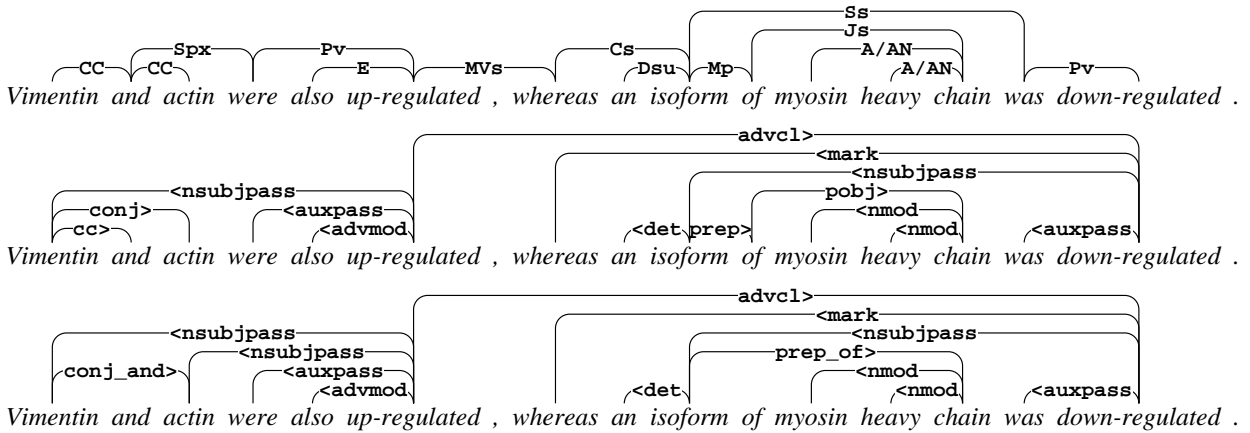 Ss
Js
Spx Pv Cs A/AN
CC CC E MVs Dsu Mp A/AN Pv
Vimentin and actin were also up-regulated , whereas an isoform of myosin heavy chain was down-regulated .
advcl>
<mark
<nsubjpass <nsubjpass
conj> <auxpass pobj> <nmod
cc> <advmod <det prep> <nmod <auxpass
Vimentin and actin were also up-regulated , whereas an isoform of myosin heavy chain was down-regulated .
advcl>
<nsubjpass <mark
<nsubjpass <nsubjpass
conj_and> <auxpass prep_of> <nmod
<advmod <det <nmod <auxpass
Vimentin and actin were also up-regulated , whereas an isoform of myosin heavy chain was down-regulated .